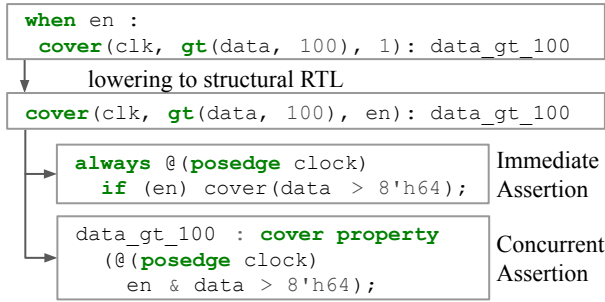 when en :
cover(clk, gt(data, 100), 1): data_gt_100
lowering to structural RTL
cover(clk, gt(data, 100), en): data_gt_100
always @(posedge clock)
if (en) cover(data > 8'h64);
Immediate
Assertion
data_gt_100 : cover property
(@(posedge clock)
en & data > 8'h64);
Concurrent
Assertion